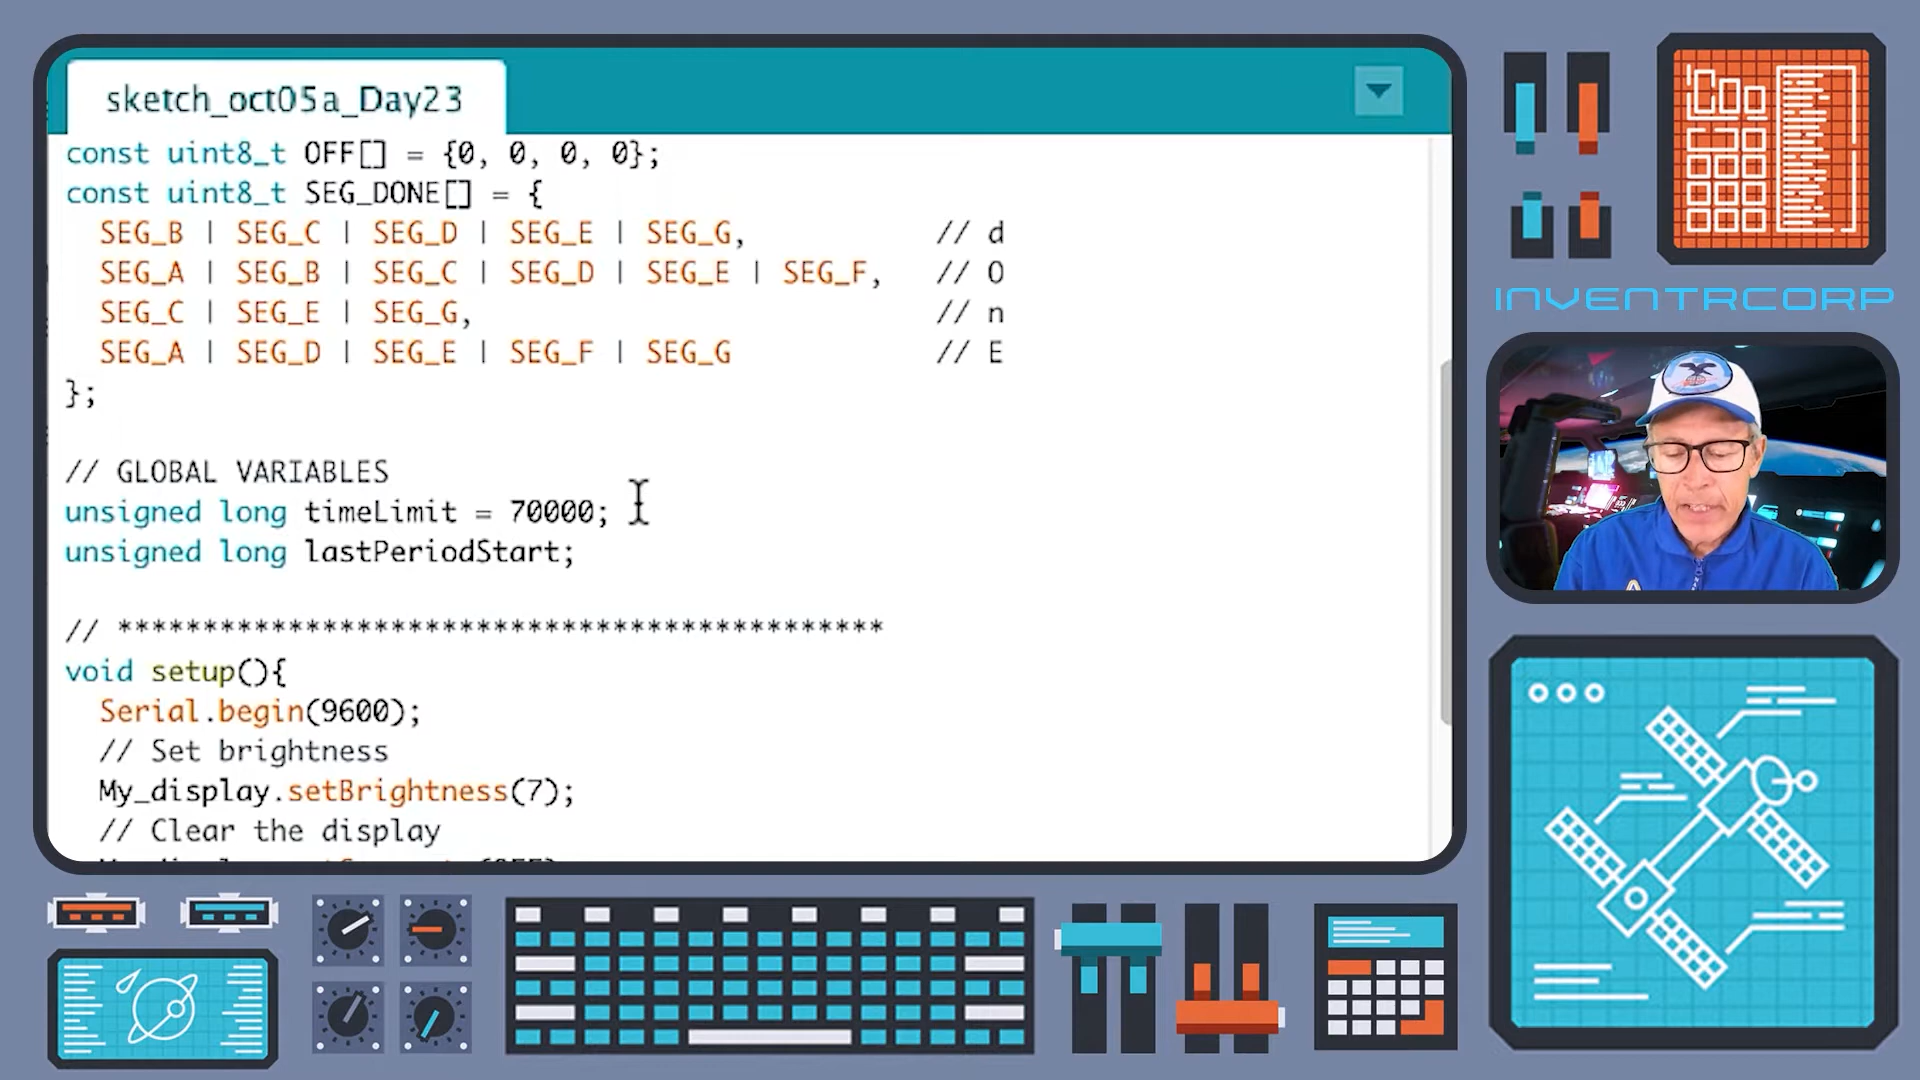 sketch_oct05a_Day23
const uint8_t OFF[] = {0, 0, 0, 0};
const uint8_t SEG_DONE[] = {
SEG_B | SEG_C | SEG_D | SEG_E | SEG_G, // d
SEG_A | SEG_B | SEG_C | SEG_D | SEG_E | SEG_F, // O
SEG_C | SEG_E | SEG_G, // n
SEG_A | SEG_D | SEG_E | SEG_F | SEG_G // E
};
// GLOBAL VARIABLES
unsigned long timeLimit = 70000;
unsigned long lastPeriodStart;
// *********************************************
void setup(){
Serial.begin(9600);
// Set brightness
My_display.setBrightness(7);
// Clear the display
INVENTRCORP